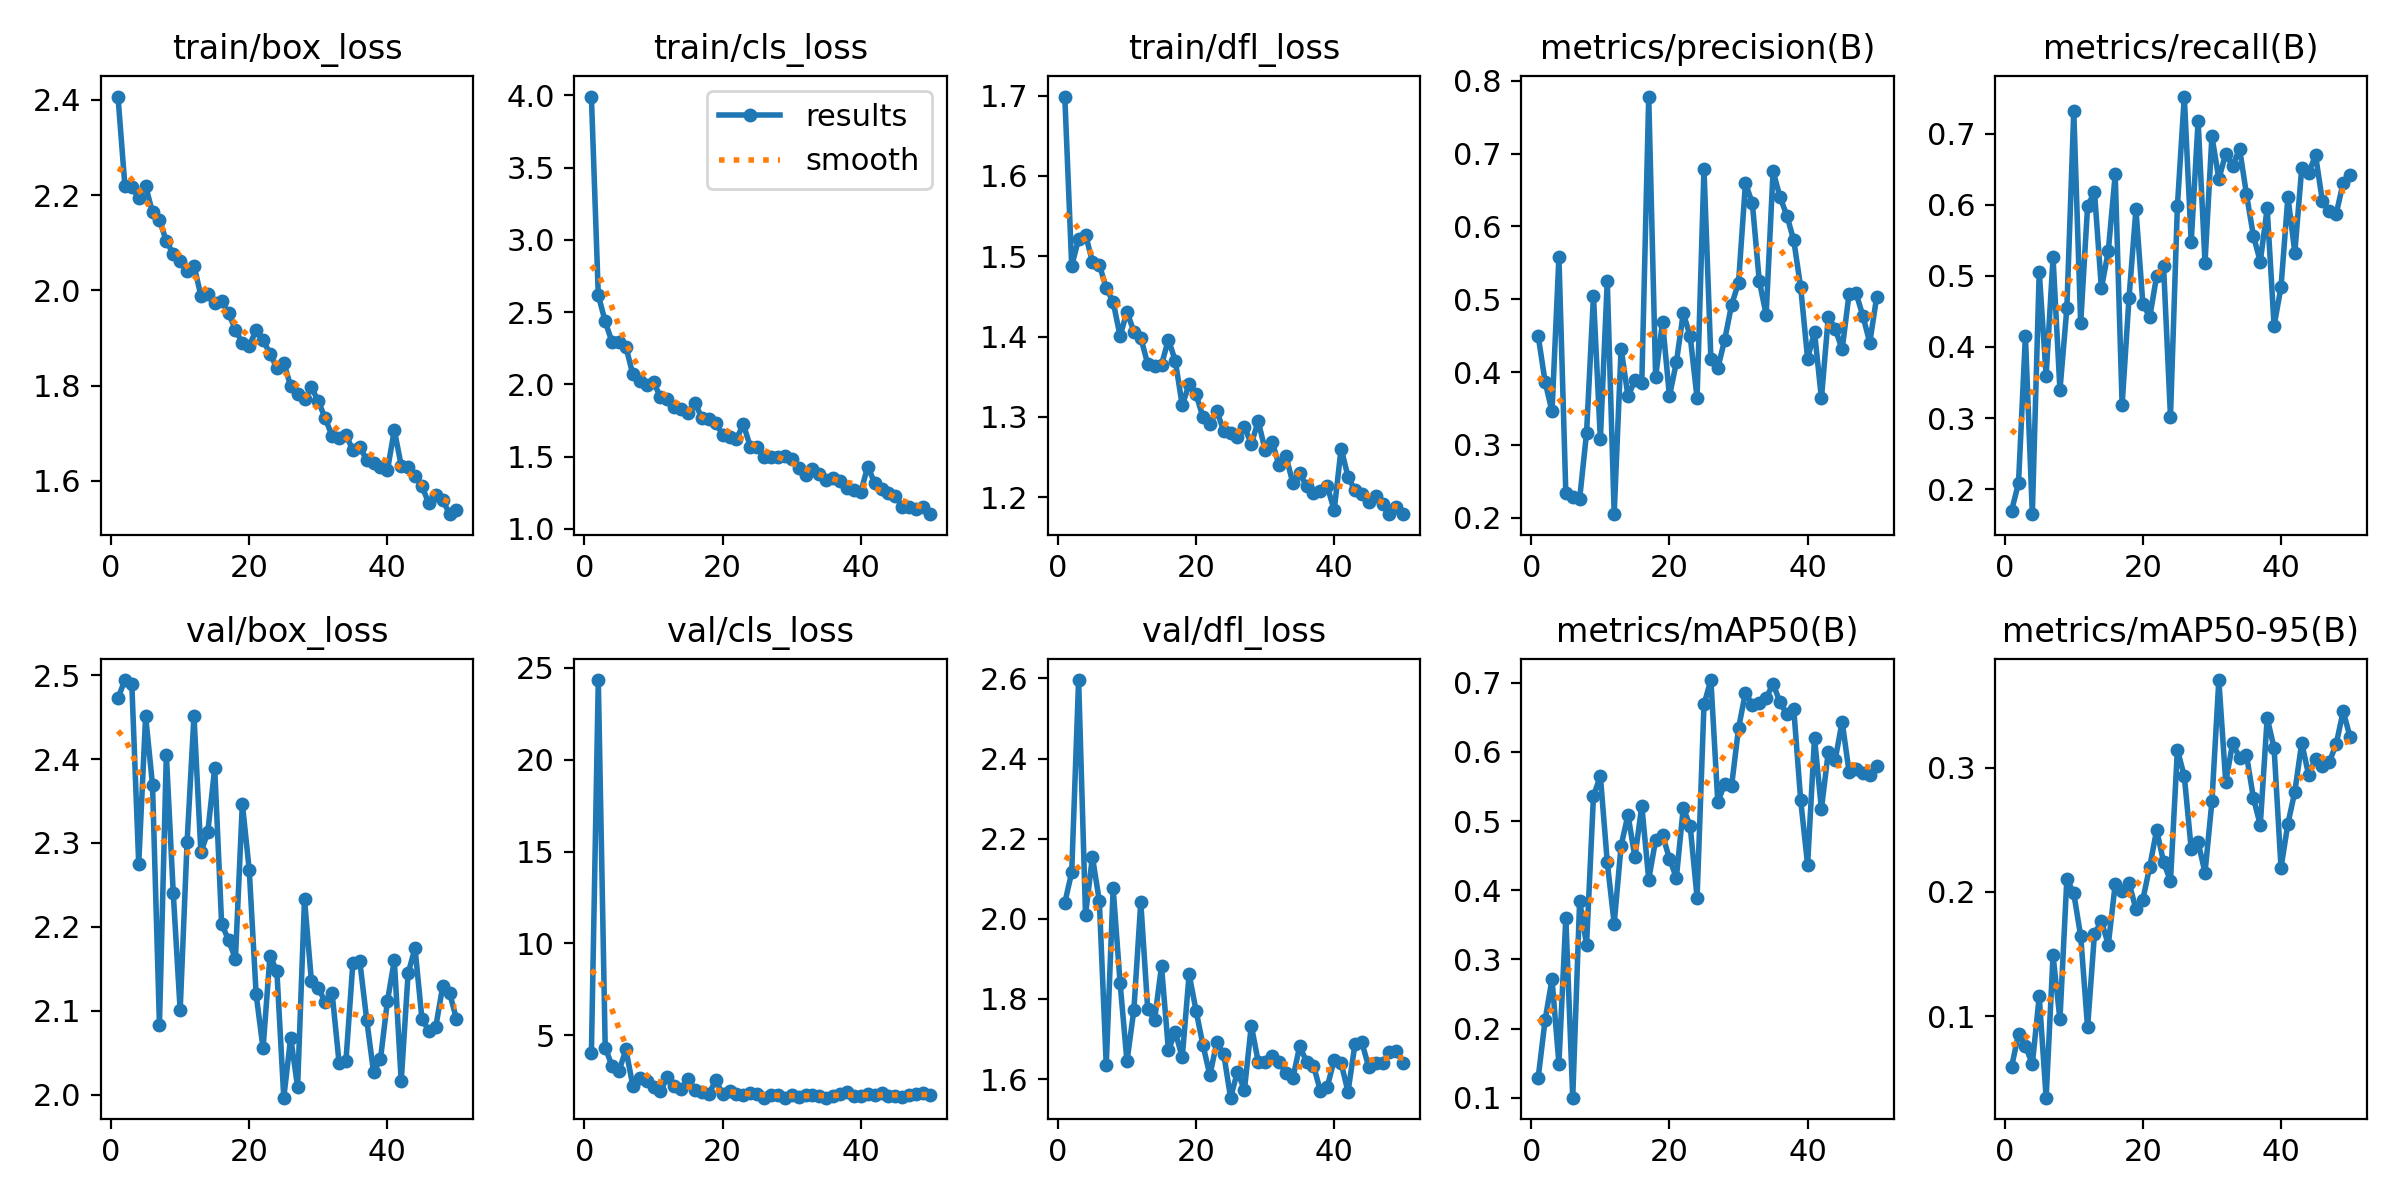 train/box_loss
2.4
2.2
2.0
1.8
1.6
0 20 40
train/cls_loss
4.0
3.5
3.0
2.5
2.0
1.5
1.0
results
smooth
0 20 40
train/dfl_loss
1.7
1.6
1.5
1.4
1.3
1.2
0 20 40
metrics/precision(B)
0.8
0.7
0.6
0.5
0.4
0.3
0.2
0 20 40
metrics/recall(B)
0.7
0.6
0.5
0.4
0.3
0.2
0 20 40
val/box_loss
2.5
2.4
2.3
2.2
2.1
2.0
0 20 40
val/cls_loss
25
20
15
10
5
0 20 40
val/dfl_loss
2.6
2.4
2.2
2.0
1.8
1.6
0 20 40
metrics/mAP50(B)
0.7
0.6
0.5
0.4
0.3
0.2
0.1
0 20 40
metrics/mAP50-95(B)
0.3
0.2
0.1
0 20 40